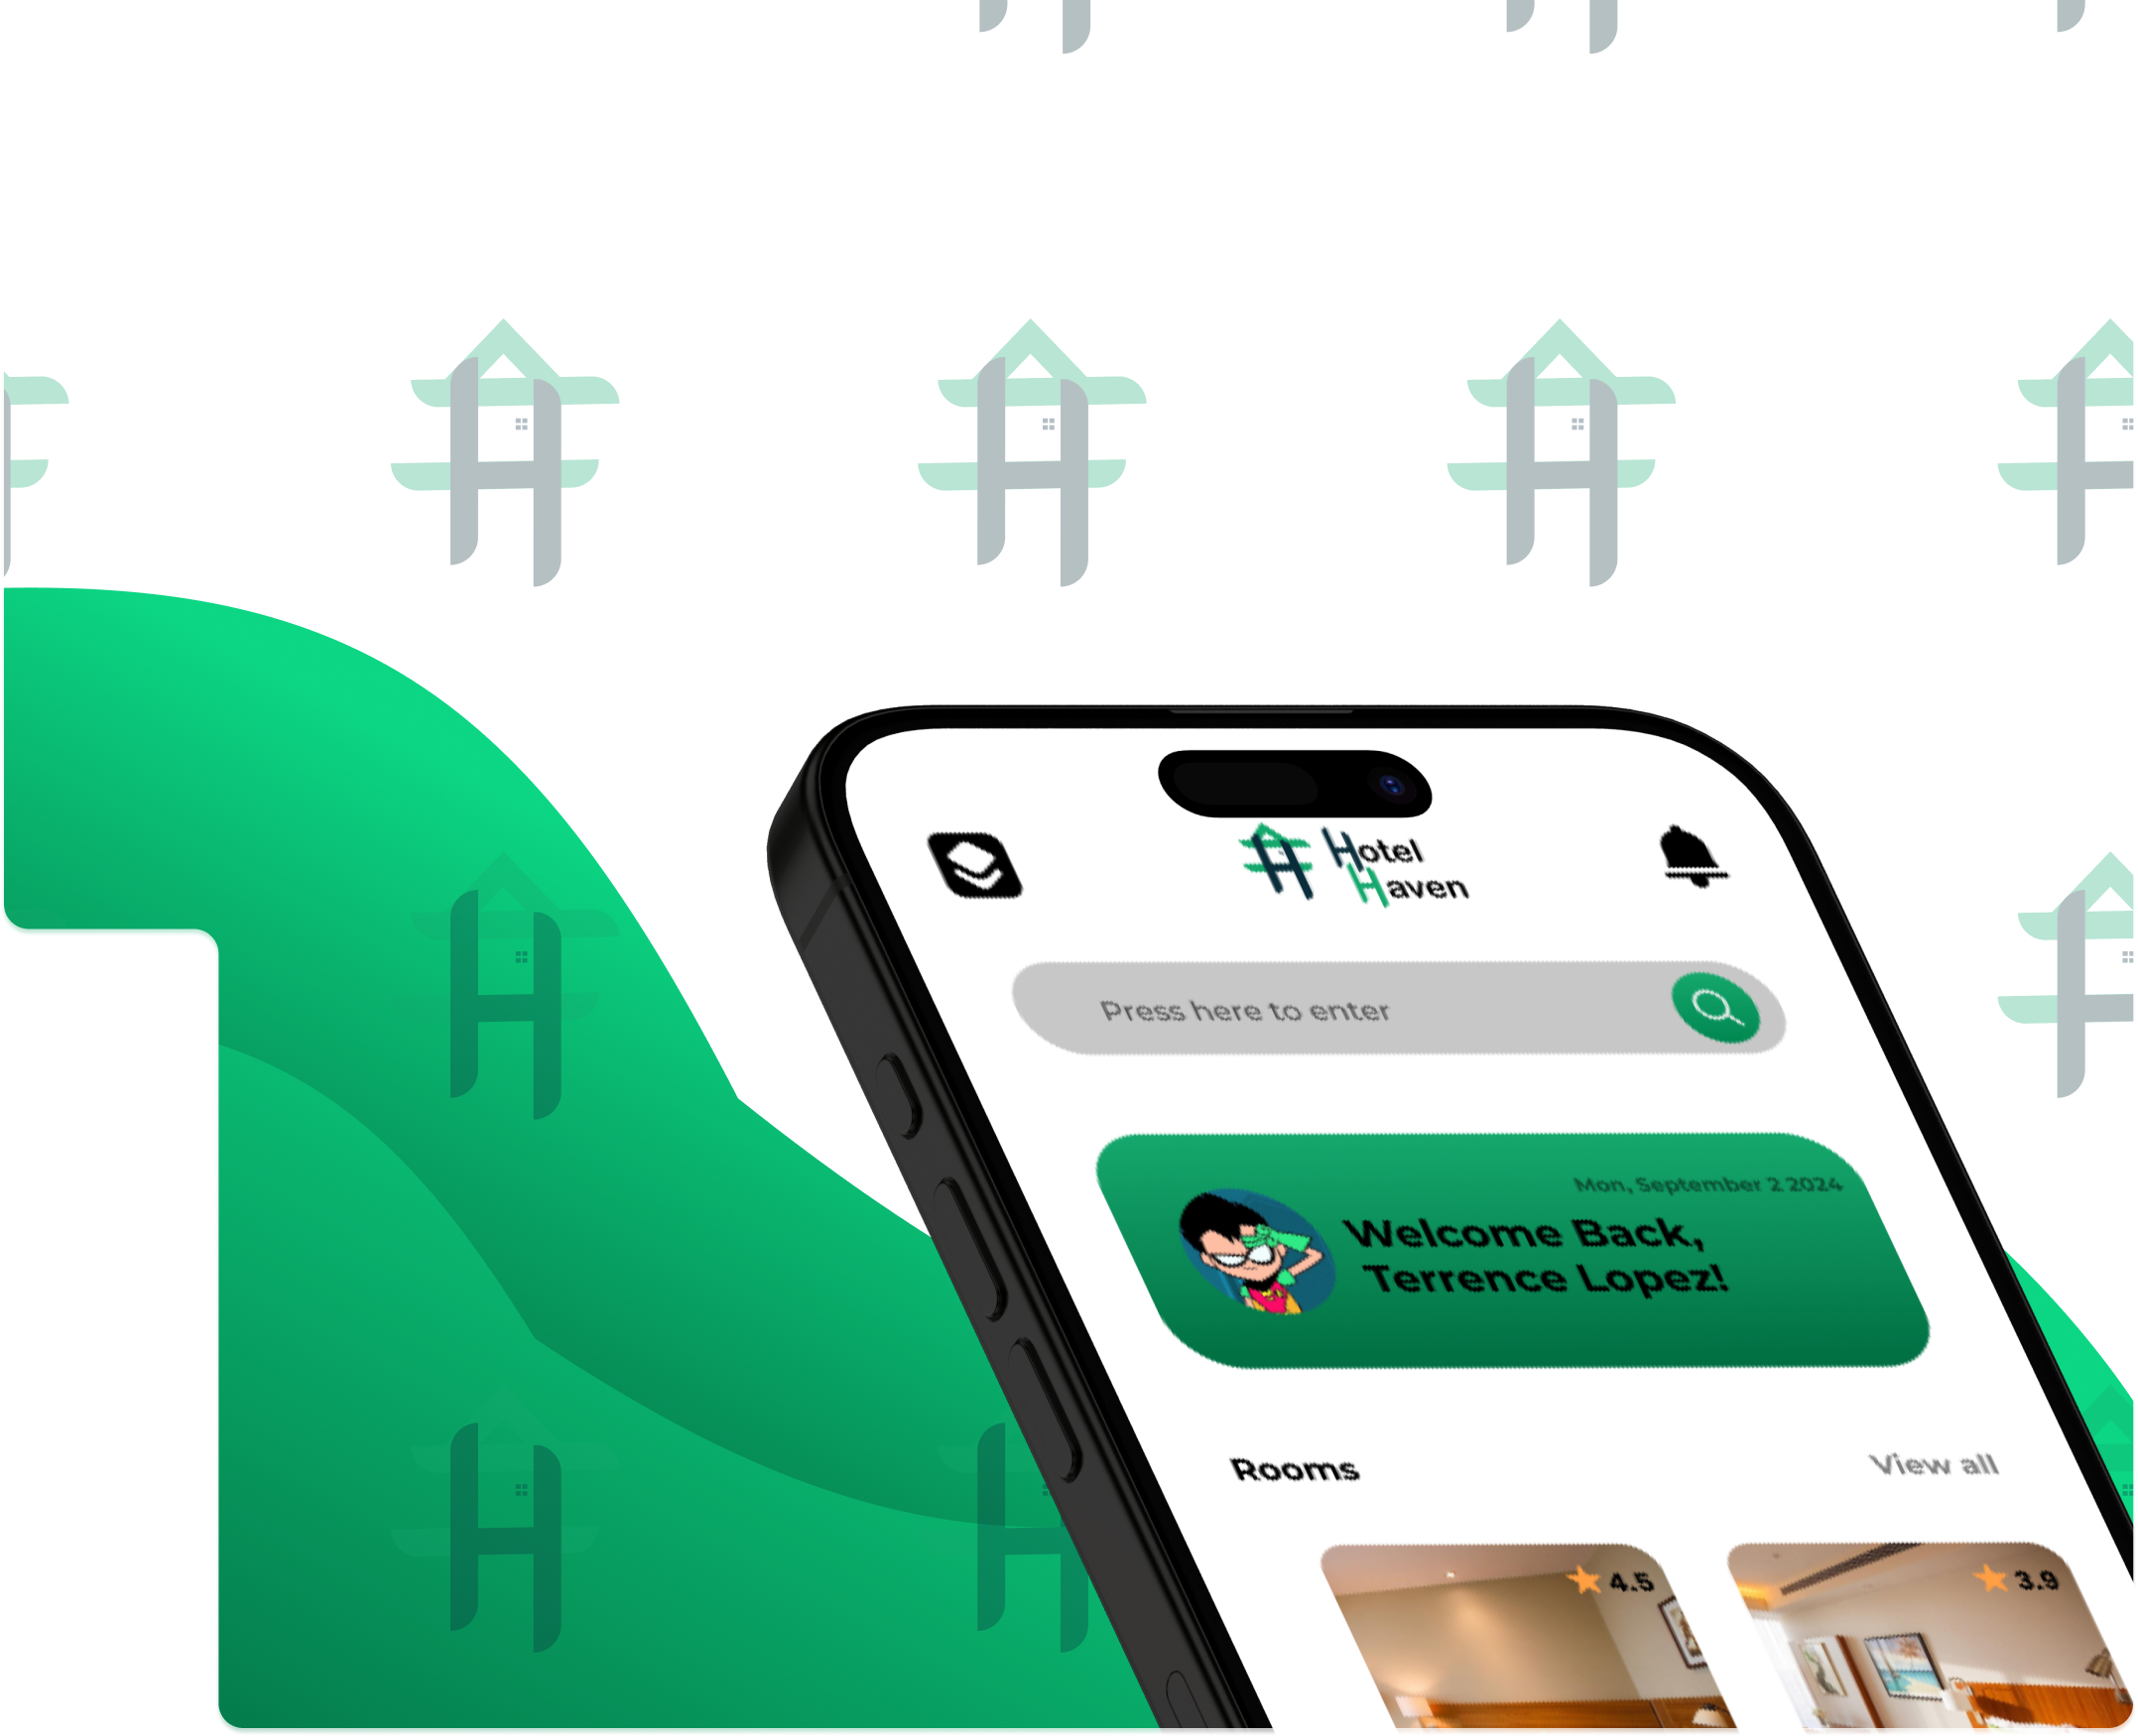 Hotel
Haven
Press here to enter
Mon, September 2 2024
Welcome Back,
Terrence Lopez!
Rooms
View all
4.5
3.9